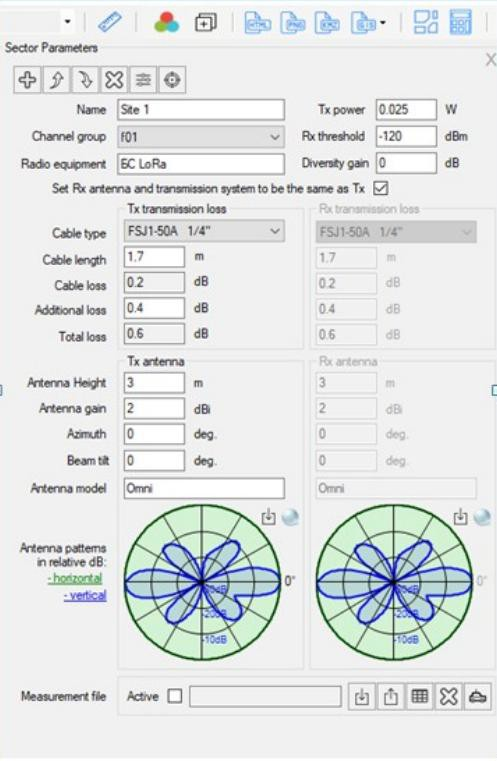 HTML PNG KMZ GIS
Sector Parameters
X
Name Site 1 Tx power 0.025 W
Channel group f01 Rx threshold -120 dBm
Radio equipment БС LoRa Diversity gain 0 dB
Set Rx antenna and transmission system to be the same as Tx
Tx transmission loss Rx transmission loss
Cable type FSJ1-50A 1/4" FSJ1-50A 1/4"
Cable length 1.7 m 1.7 m
Cable loss 0.2 dB 0.2 dB
Additional loss 0.4 dB 0.4 dB
Total loss 0.6 dB 0.6 dB
Tx antenna Rx antenna
Antenna Height 3 m 3 m
Antenna gain 2 dBi 2 dBi
Azimuth 0 deg. 0 deg.
Beam tilt 0 deg. 0 deg.
Antenna model Omni Omni
Antenna patterns
in relative dB:
- horizontal
- vertical
0° 0°
-30dB -30dB
-20dB -20dB
-10dB -10dB
Measurement file Active